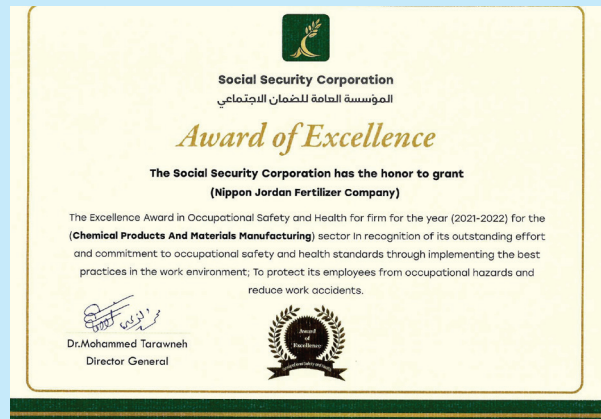 Social Security Corporation
المؤسسة العامة للضمان الاجتماعي
Award of Excellence
The Social Security Corporation has the honor to grant
(Nippon Jordan Fertilizer Company)
The Excellence Award in Occupational Safety and Health for firm for the year (2021-2022) for the
(Chemical Products And Materials Manufacturing) sector In recognition of its outstanding effort
and commitment to occupational safety and health standards through implementing the best
practices in the work environment; To protect its employees from occupational hazards and
reduce work accidents.
Dr.Mohammed Tarawneh
Director General
Award
of
Excellence